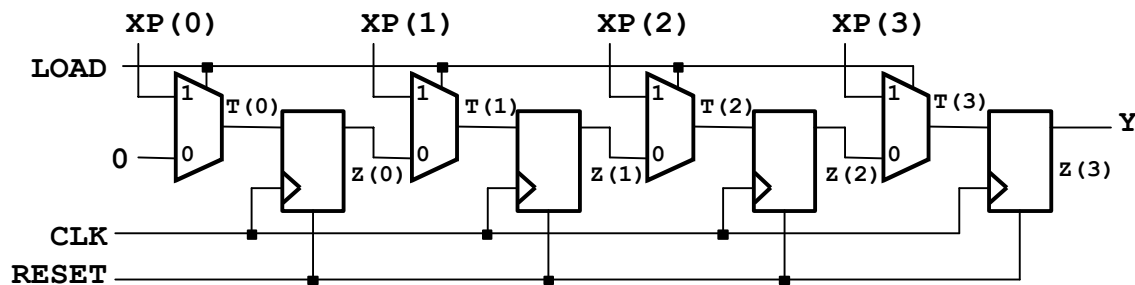 XP(0) XP(1) XP(2) XP(3)
LOAD
1 T(0) 1 T(1) 1 T(2) 1 T(3)
Y
0 0 0 0 0
Z(0) Z(1) Z(2) Z(3)
CLK
RESET